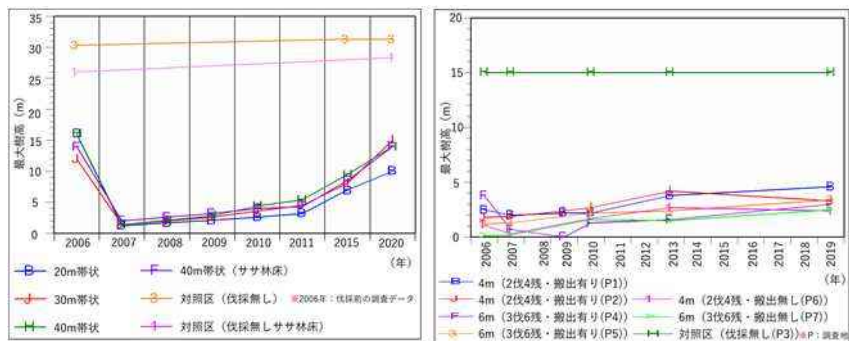 最大樹高（m）
35
30
25
20
15
10
5
0
2006 2007 2008 2009 2010 2011 2015 2020
（年）
B 20m帯状 F 40m帯状（ササ林床）
J 30m帯状 3 対照区（伐採無し） ※2006年：伐採前の調査データ
H 40m帯状 1 対照区（伐採無しササ林床）
最大樹高（m）
20
15
10
5
0
2006 2007 2008 2009 2010 2011 2012 2013 2014 2015 2016 2017 2018 2019
（年）
4m（2伐4残・搬出有り(P1)）
4m（2伐4残・搬出有り(P2)） 4m（2伐4残・搬出無し(P6)）
6m（3伐6残・搬出有り(P4)） 6m（3伐6残・搬出無し(P7)）
6m（3伐6残・搬出有り(P5)） 対照区（伐採無し(P3)） ※P：調査地